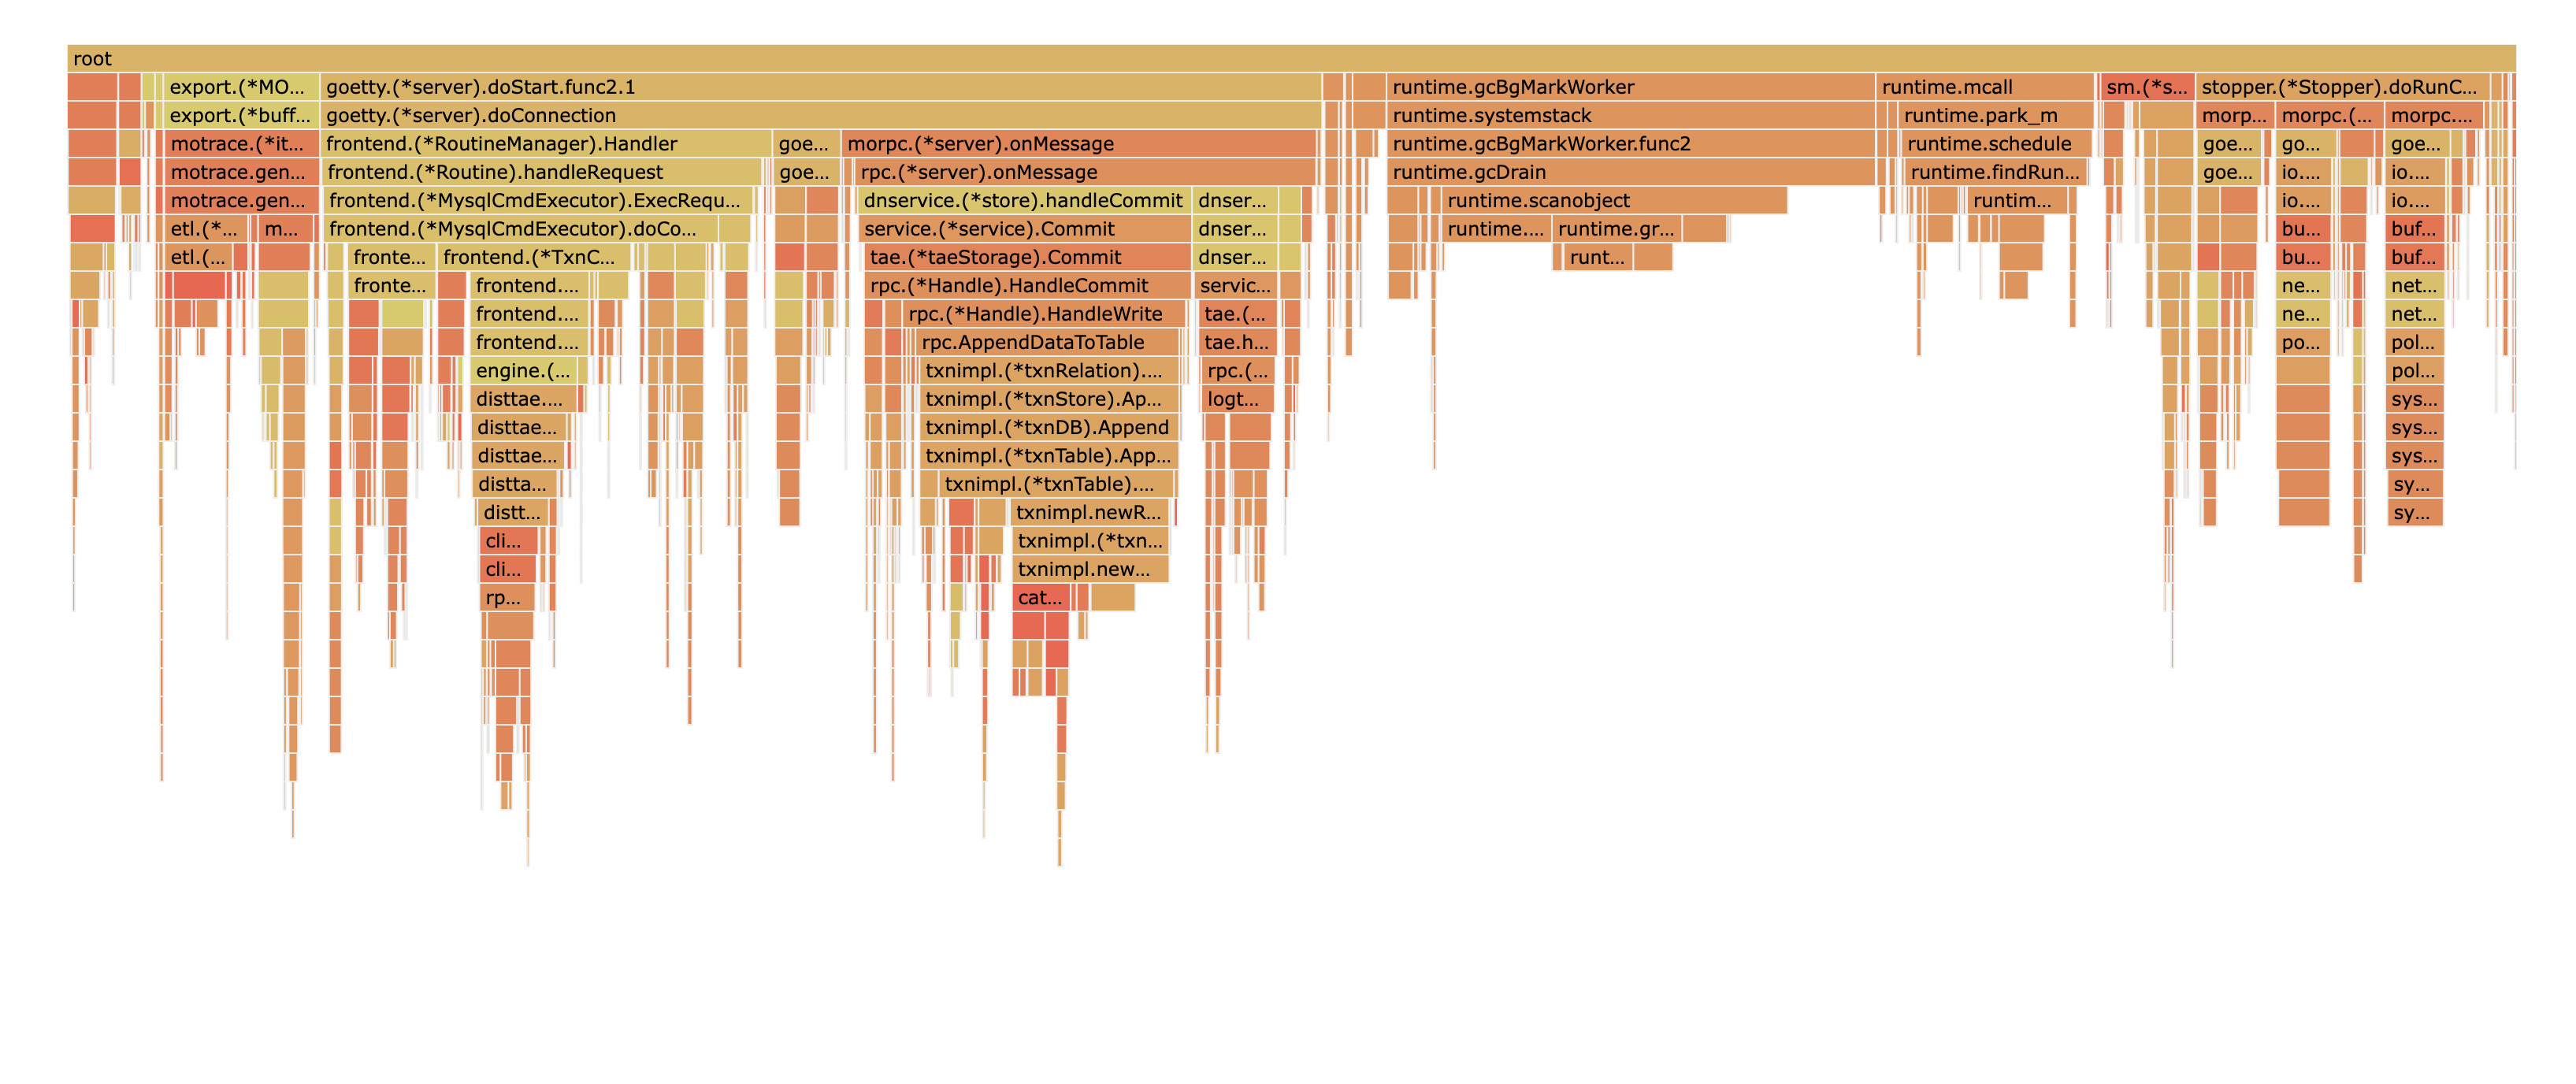 root
export.(*MO... goetty.(*server).doStart.func2.1 runtime.gcBgMarkWorker runtime.mcall sm.(*s... stopper.(*Stopper).doRunC...
export.(*buff... goetty.(*server).doConnection runtime.systemstack runtime.park_m morp... morpc.(... morpc....
motrace.(*it... frontend.(*RoutineManager).Handler goe... morpc.(*server).onMessage runtime.gcBgMarkWorker.func2 runtime.schedule goe... go... goe...
motrace.gen... frontend.(*Routine).handleRequest goe... rpc.(*server).onMessage runtime.gcDrain runtime.findRun... goe... io.... io....
motrace.gen... frontend.(*MysqlCmdExecutor).ExecRequ... dnservice.(*store).handleCommit dnser... runtime.scanobject runtim... io.... io....
etl.(*... m... frontend.(*MysqlCmdExecutor).doCo... service.(*service).Commit dnser... runtime.... runtime.gr... bu... buf...
etl.(... fronte... frontend.(*TxnC... tae.(*taeStorage).Commit dnser... runt... bu... buf...
fronte... frontend.... rpc.(*Handle).HandleCommit servic... ne... net...
frontend.... rpc.(*Handle).HandleWrite tae.(... ne... net...
frontend.... rpc.AppendDataToTable tae.h... po... pol...
engine.(... txnimpl.(*txnRelation).... rpc.(... pol...
disttae.... txnimpl.(*txnStore).Ap... logt... sys...
disttae... txnimpl.(*txnDB).Append sys...
disttae... txnimpl.(*txnTable).App... sys...
distta... txnimpl.(*txnTable).... sy...
distt... txnimpl.newR... sy...
cli... txnimpl.(*txn...
cli... txnimpl.new...
rp... cat...